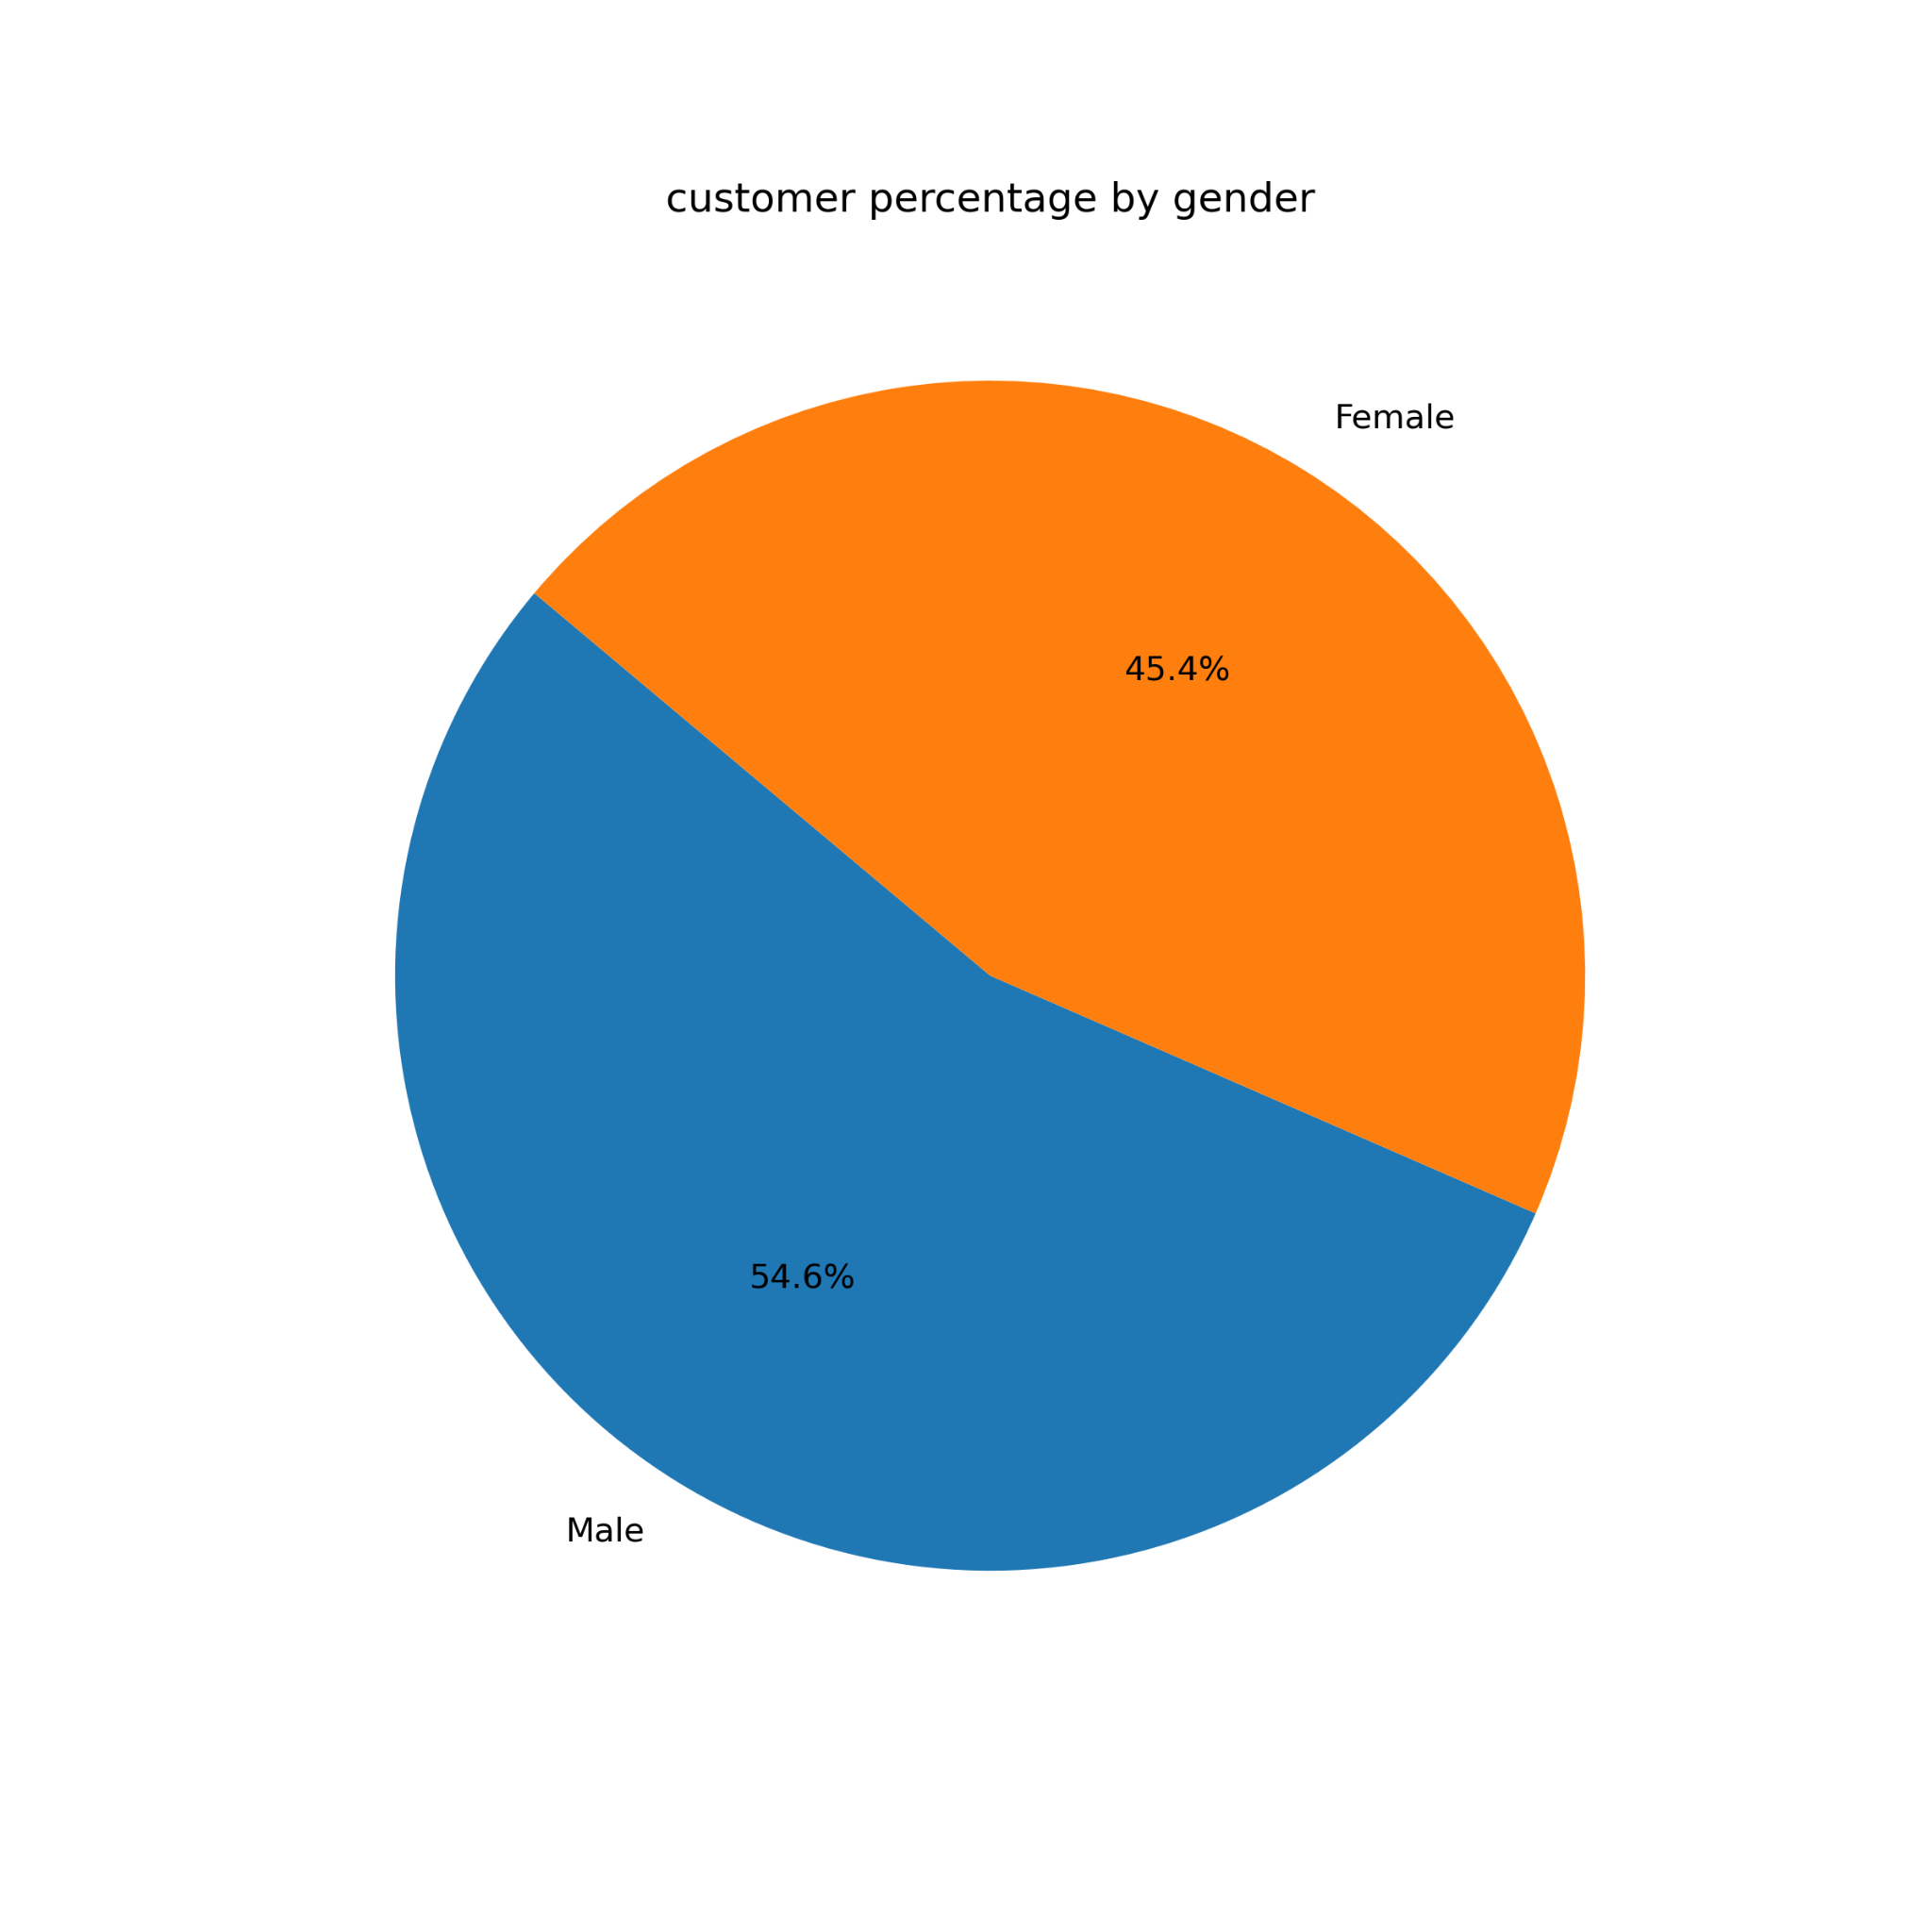 customer percentage by gender
Female
45.4%
54.6%
Male